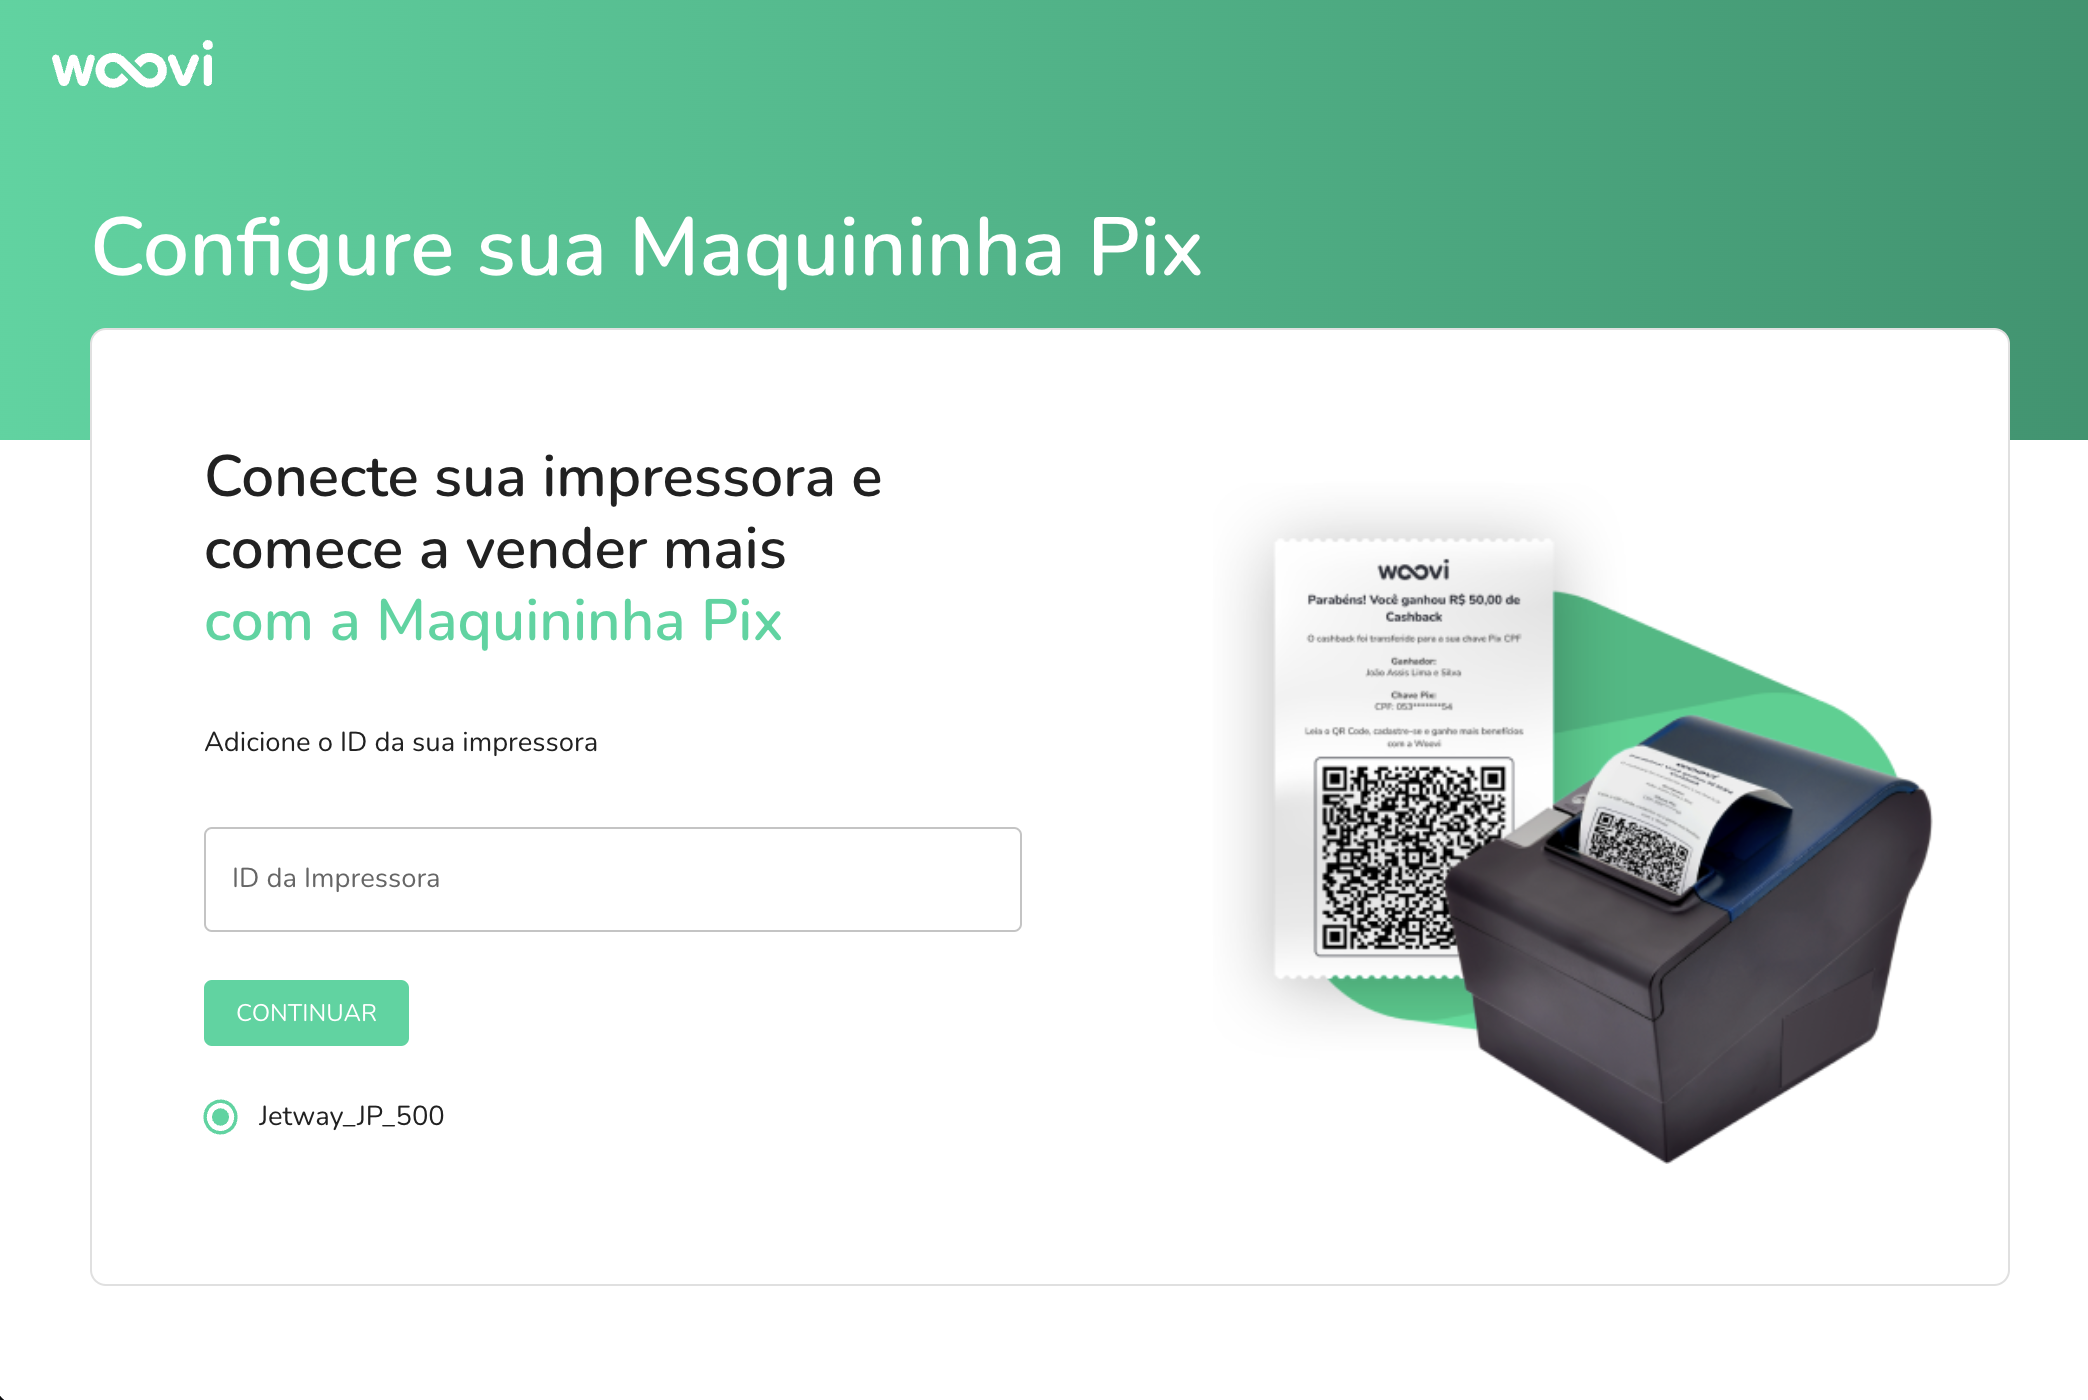 woovi
Configure sua Maquininha Pix
Conecte sua impressora e
comece a vender mais
com a Maquininha Pix
Adicione o ID da sua impressora
ID da Impressora
CONTINUAR
Jetway_JP_500
woovi
Parabéns! Você ganhou R$ 50,00 de
Cashback
O cashback foi transferido para a sua chave Pix CPF
Ganhador:
João Assis Lima e Silva
Chave Pix:
CPF: 053*******54
Leia o QR Code, cadastre-se e ganhe mais benefícios
com a Woovi